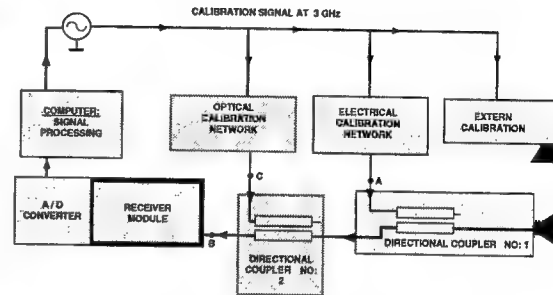 CALIBRATION SIGNAL AT 3 GHz
COMPUTER:
SIGNAL
PROCESSING
OPTICAL
CALIBRATION
NETWORK
ELECTRICAL
CALIBRATION
NETWORK
EXTERN
CALIBRATION
C
A
A / D
CONVERTER
RECEIVER
MODULE
B
DIRECTIONAL
COUPLER NO:
2
DIRECTIONAL COUPLER NO: 1